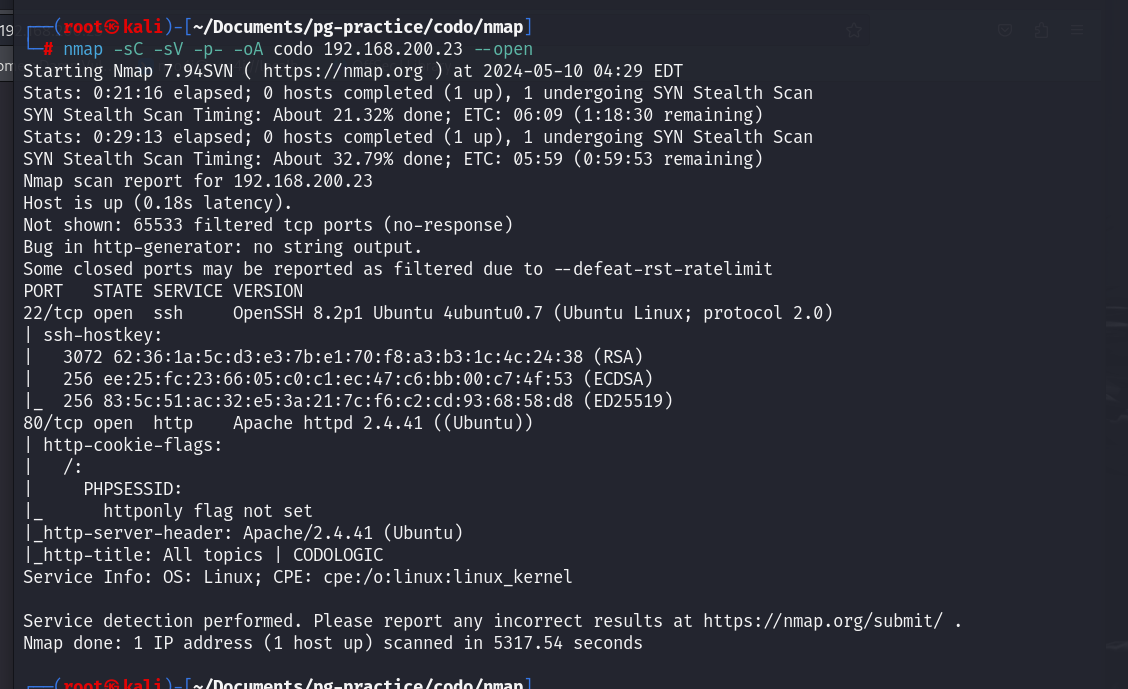 ┌──(root㉿kali)-[~/Documents/pg-practice/codo/nmap]
└─# nmap -sC -sV -p- -oA codo 192.168.200.23 --open
Starting Nmap 7.94SVN ( https://nmap.org ) at 2024-05-10 04:29 EDT
Stats: 0:21:16 elapsed; 0 hosts completed (1 up), 1 undergoing SYN Stealth Scan
SYN Stealth Scan Timing: About 21.32% done; ETC: 06:09 (1:18:30 remaining)
Stats: 0:29:13 elapsed; 0 hosts completed (1 up), 1 undergoing SYN Stealth Scan
SYN Stealth Scan Timing: About 32.79% done; ETC: 05:59 (0:59:53 remaining)
Nmap scan report for 192.168.200.23
Host is up (0.18s latency).
Not shown: 65533 filtered tcp ports (no-response)
Bug in http-generator: no string output.
Some closed ports may be reported as filtered due to --defeat-rst-ratelimit
PORT   STATE SERVICE VERSION
22/tcp open  ssh     OpenSSH 8.2p1 Ubuntu 4ubuntu0.7 (Ubuntu Linux; protocol 2.0)
| ssh-hostkey:
|   3072 62:36:1a:5c:d3:e3:7b:e1:70:f8:a3:b3:1c:4c:24:38 (RSA)
|   256 ee:25:fc:23:66:05:c0:c1:ec:47:c6:bb:00:c7:4f:53 (ECDSA)
|_  256 83:5c:51:ac:32:e5:3a:21:7c:f6:c2:cd:93:68:58:d8 (ED25519)
80/tcp open  http    Apache httpd 2.4.41 ((Ubuntu))
| http-cookie-flags:
|   /:
|     PHPSESSID:
|_      httponly flag not set
|_http-server-header: Apache/2.4.41 (Ubuntu)
|_http-title: All topics | CODOLOGIC
Service Info: OS: Linux; CPE: cpe:/o:linux:linux_kernel
Service detection performed. Please report any incorrect results at https://nmap.org/submit/ .
Nmap done: 1 IP address (1 host up) scanned in 5317.54 seconds
┌──(root㉿kali)-[~/Documents/pg-practice/codo/nmap]